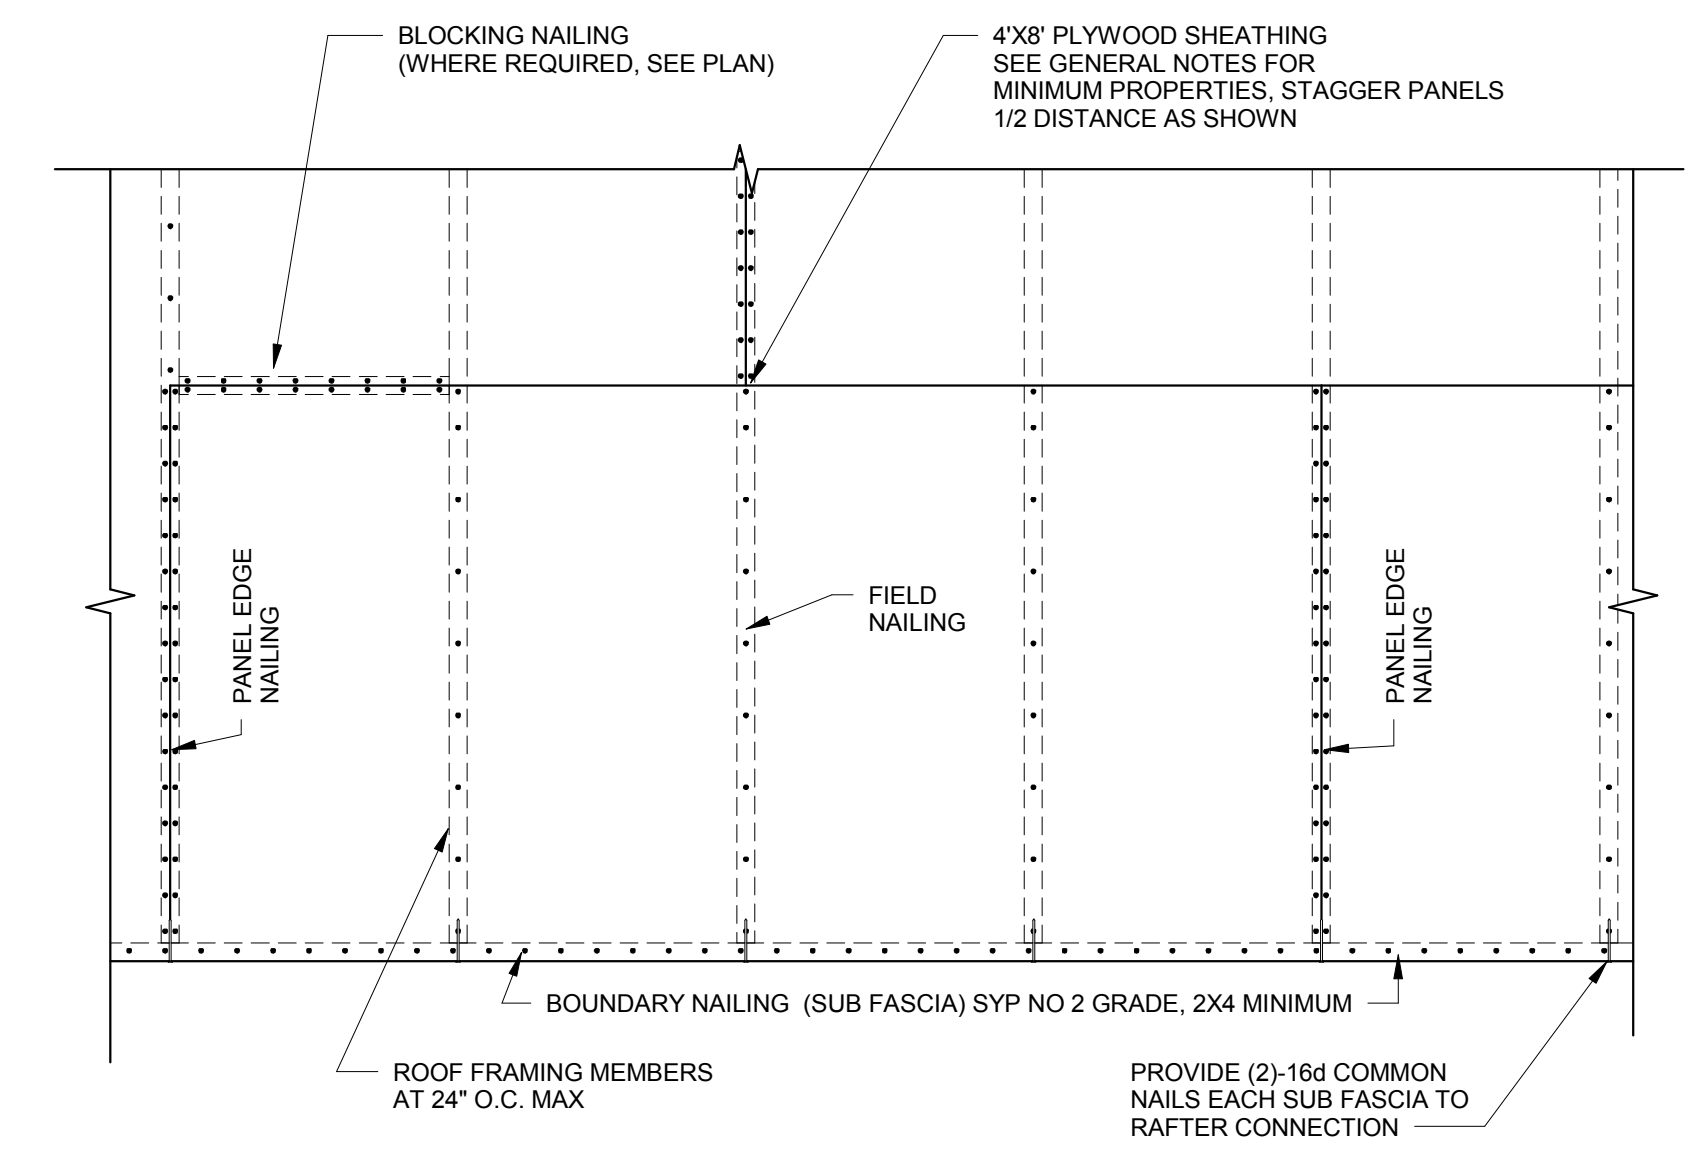 BLOCKING NAILING
(WHERE REQUIRED, SEE PLAN)
4'X8' PLYWOOD SHEATHING
SEE GENERAL NOTES FOR
MINIMUM PROPERTIES, STAGGER PANELS
1/2 DISTANCE AS SHOWN
PANEL EDGE
NAILING
FIELD
NAILING
PANEL EDGE
NAILING
BOUNDARY NAILING (SUB FASCIA) SYP NO 2 GRADE, 2X4 MINIMUM
ROOF FRAMING MEMBERS
AT 24" O.C. MAX
PROVIDE (2)-16d COMMON
NAILS EACH SUB FASCIA TO
RAFTER CONNECTION